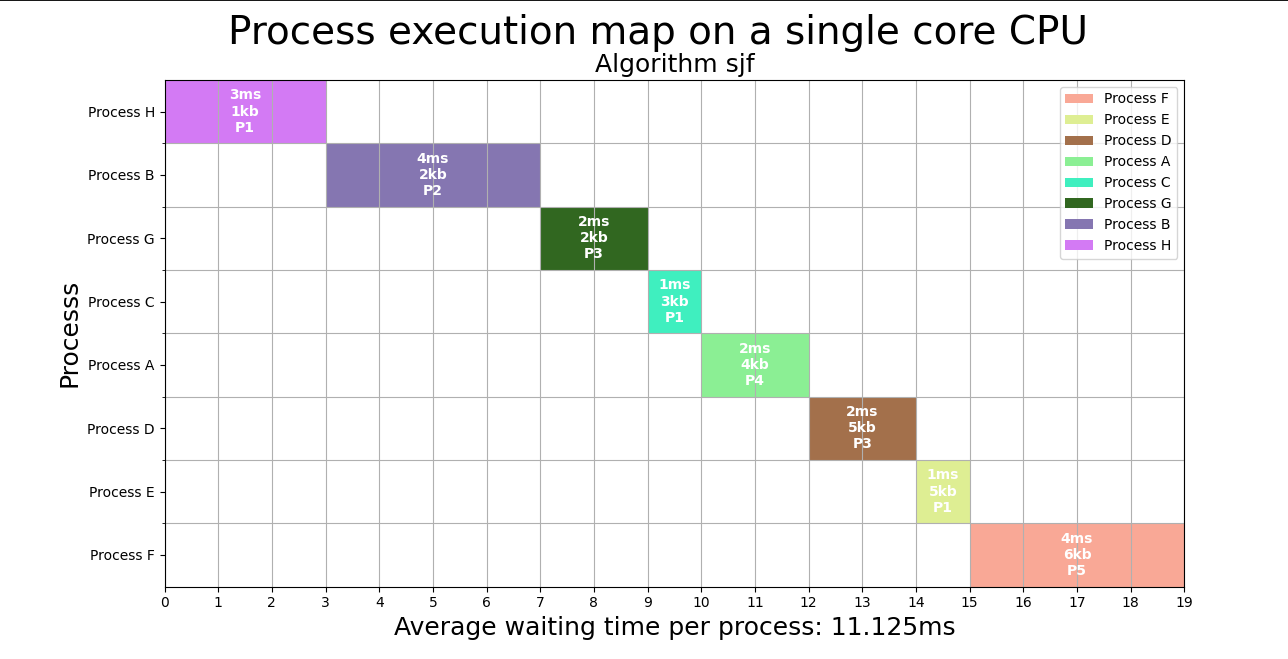 Process execution map on a single core CPU
Algorithm sjf
Processs
Process H
Process B
Process G
Process C
Process A
Process D
Process E
Process F
3ms
1kb
P1
4ms
2kb
P2
2ms
2kb
P3
1ms
3kb
P1
2ms
4kb
P4
2ms
5kb
P3
1ms
5kb
P1
4ms
6kb
P5
Process F
Process E
Process D
Process A
Process C
Process G
Process B
Process H
0 1 2 3 4 5 6 7 8 9 10 11 12 13 14 15 16 17 18 19
Average waiting time per process: 11.125ms